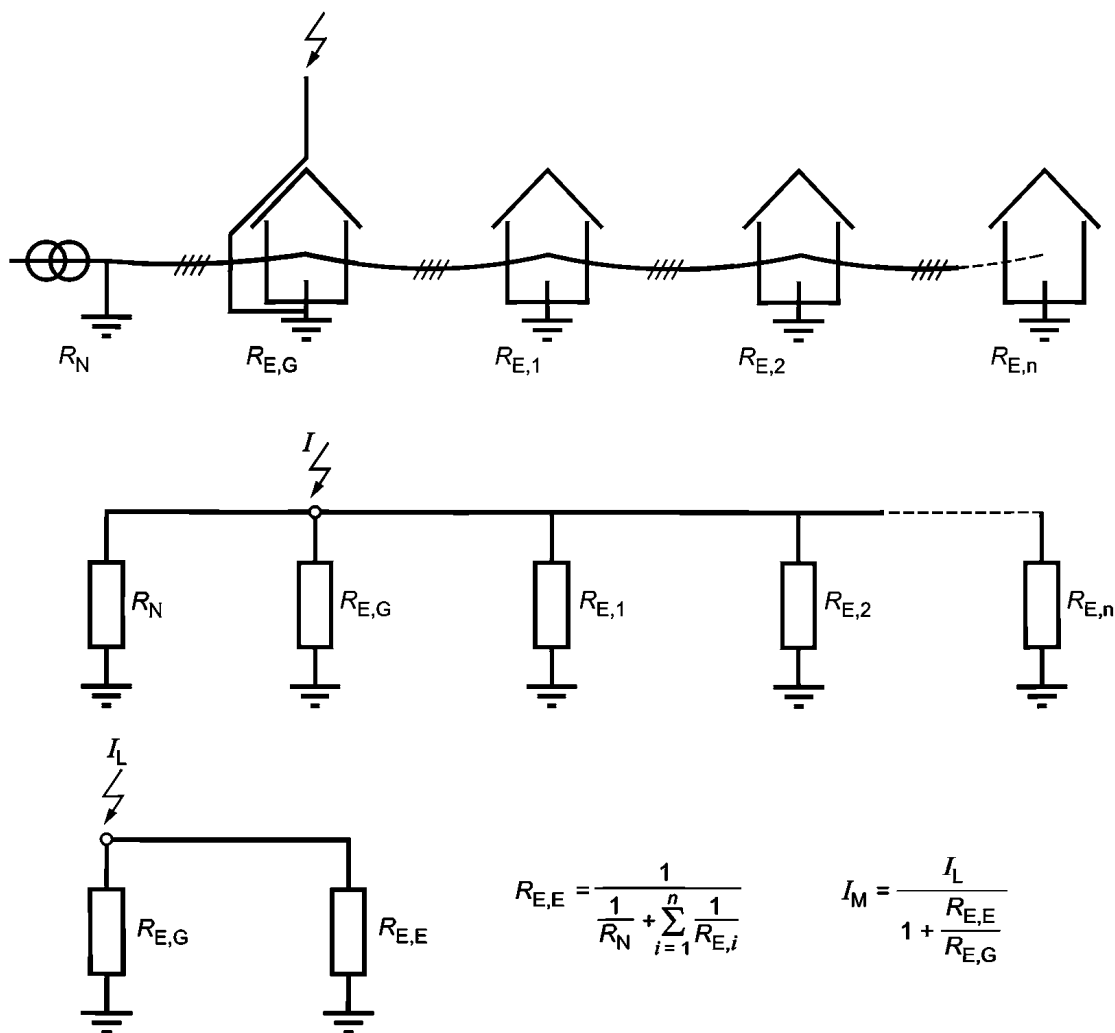 R_N R_E,G R_E,1 R_E,2 R_E,n
I
R_N R_E,G R_E,1 R_E,2 R_E,n
I_L
R_E,G R_E,E
R_E,E = 1 / (1/R_N + ∑_{i = 1}^{n} 1/R_E,i)
I_M = I_L / (1 + R_E,E/R_E,G)